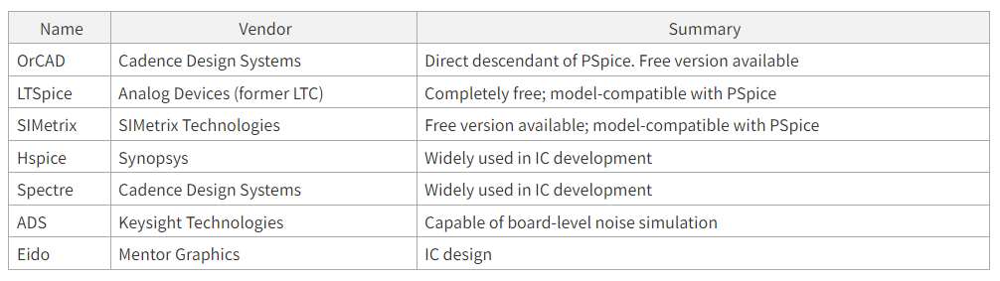 Name Vendor Summary
OrCAD Cadence Design Systems Direct descendant of PSpice. Free version available
LTSpice Analog Devices (former LTC) Completely free; model-compatible with PSpice
SIMetrix SIMetrix Technologies Free version available; model-compatible with PSpice
Hspice Synopsys Widely used in IC development
Spectre Cadence Design Systems Widely used in IC development
ADS Keysight Technologies Capable of board-level noise simulation
Eido Mentor Graphics IC design